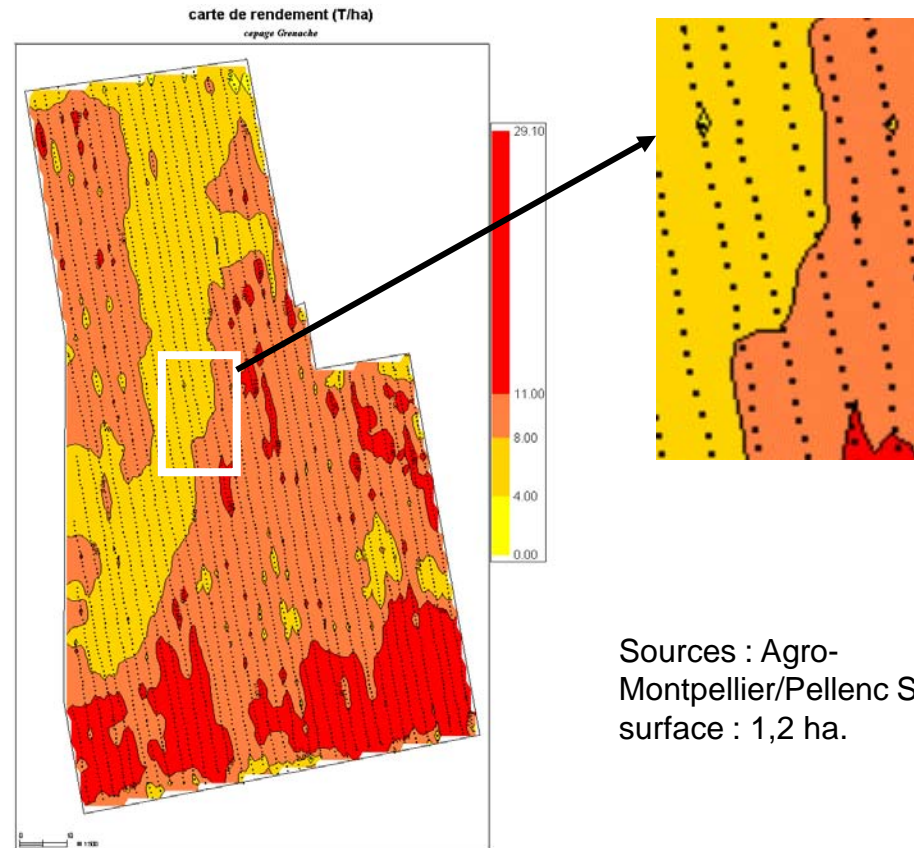 carte de rendement (T/ha)
cepage Grenache
29.10
11.00
8.00
4.00
0.00
Sources : Agro-
Montpellier/Pellenc S
surface : 1,2 ha.